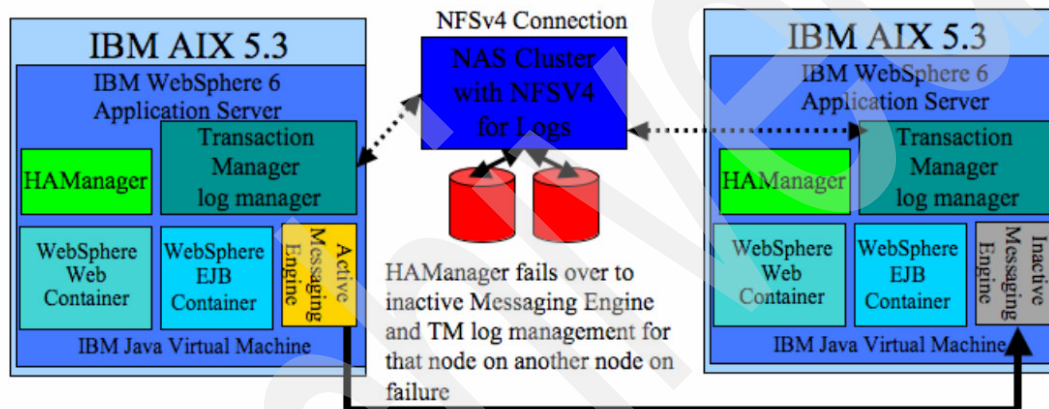 IBM AIX 5.3
IBM WebSphere 6
Application Server
HAManager
Transaction
Manager
log manager
WebSphere
Web
Container
WebSphere
EJB
Container
Active
Messaging
Engine
IBM Java Virtual Machine
NFSv4 Connection
NAS Cluster
with NFSV4
for Logs
HAManager fails over to
inactive Messaging Engine
and TM log management for
that node on another node on
failure
IBM AIX 5.3
IBM WebSphere 6
Application Server
HAManager
Transaction
Manager
log manager
WebSphere
Web
Container
WebSphere
EJB
Container
Inactive
Messaging
Engine
IBM Java Virtual Machine